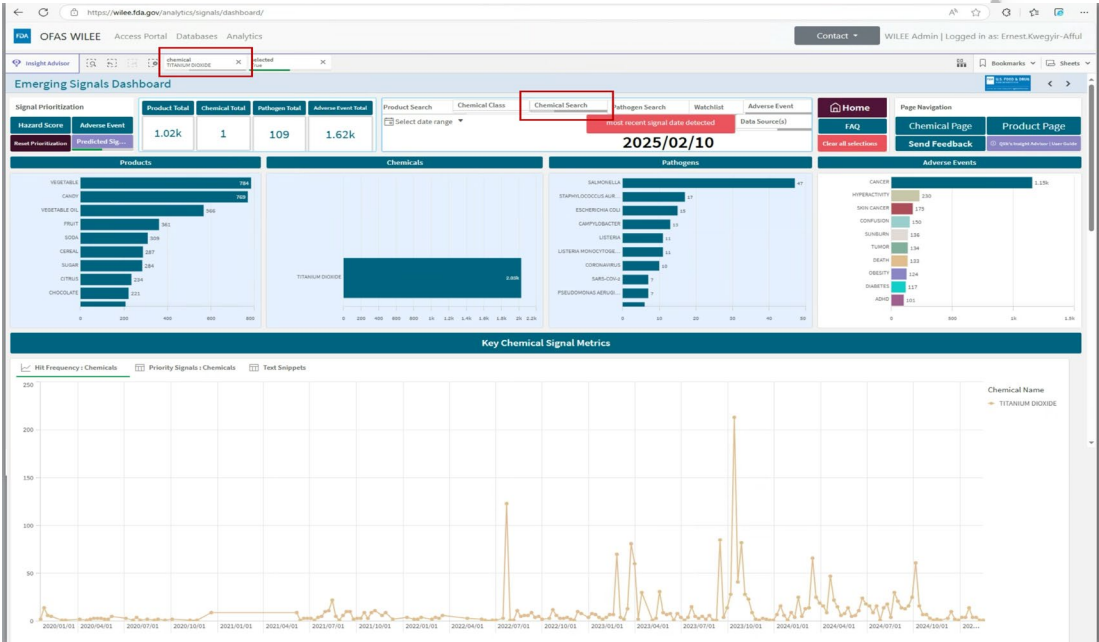 https://wilee.fda.gov/analytics/signals/dashboard/
FDA OFAS WILEE Access Portal Databases Analytics Contact WILEE Admin | Logged in as: Ernest.Kwegyir-Afful
Insight Advisor
chemical
TITANIUM DIOXIDE
selected
True
Bookmarks Sheets
Emerging Signals Dashboard
U.S. FOOD & DRUG
Signal Prioritization
Hazard Score Adverse Event
Reset Prioritization Predicted Sig...
Product Total Chemical Total Pathogen Total Adverse Event Total
1.02k 1 109 1.62k
Product Search Chemical Class Chemical Search Pathogen Search Watchlist Adverse Event
Select date range
most recent signal date detected
Data Source(s)
2025/02/10
Home
FAQ
Clear all selections
Page Navigation
Chemical Page Product Page
Send Feedback Qlik's Insight Advisor | User Guide
Products
VEGETABLE 784
CANDY 769
VEGETABLE OIL 566
FRUIT 361
SODA 309
CEREAL 287
SUGAR 284
CITRUS 234
CHOCOLATE 221
0 200 400 600 800
Chemicals
TITANIUM DIOXIDE
0 200 400 600 800 1k 1.2k 1.4k 1.6k 1.8k 2k 2.2k
Pathogens
SALMONELLA 47
STAPHYLOCOCCUS AUR... 17
ESCHERICHIA COLI 15
CAMPYLOBACTER 13
LISTERIA 11
LISTERIA MONOCYTOGE... 11
CORONAVIRUS 10
SARS-COV-2 7
PSEUDOMONAS AERUGI... 7
0 10 20 30 40 50
Adverse Events
CANCER 1.15k
HYPERACTIVITY 230
SKIN CANCER 175
CONFUSION 150
SUNBURN 136
TUMOR 134
DEATH 133
OBESITY 124
DIABETES 117
ADHD 101
0 500 1k 1.5k
Key Chemical Signal Metrics
Hit Frequency : Chemicals Priority Signals : Chemicals Text Snippets
Chemical Name
TITANIUM DIOXIDE
250
200
150
100
50
0
2020/01/01 2020/04/01 2020/07/01 2020/10/01 2021/01/01 2021/04/01 2021/07/01 2021/10/01 2022/01/01 2022/04/01 2022/07/01 2022/10/01 2023/01/01 2023/04/01 2023/07/01 2023/10/01 2024/01/01 2024/04/01 2024/07/01 2024/10/01 202...